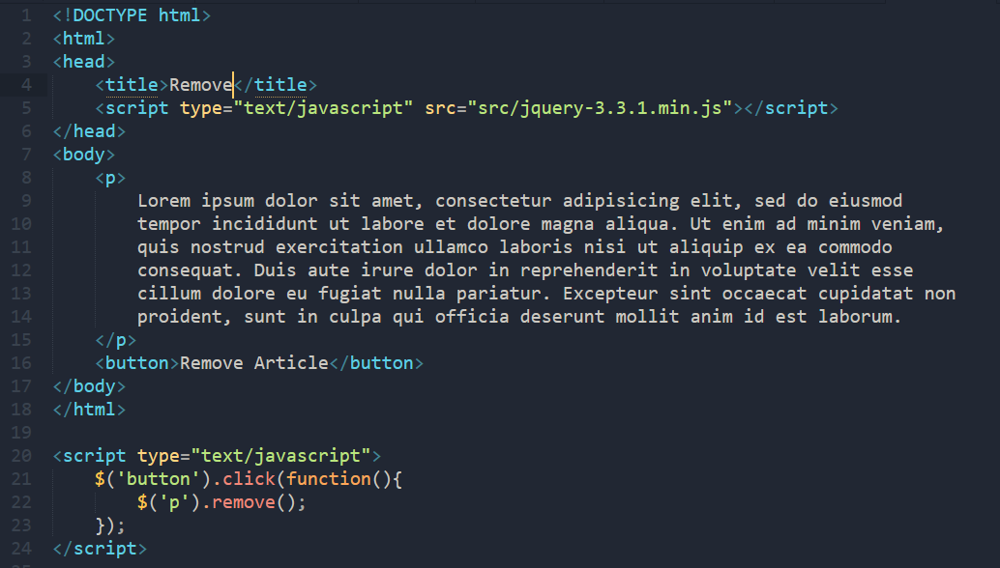 1 <!DOCTYPE html>
2 <html>
3 <head>
4     <title>Remove</title>
5     <script type="text/javascript" src="src/jquery-3.3.1.min.js"></script>
6 </head>
7 <body>
8     <p>
9         Lorem ipsum dolor sit amet, consectetur adipisicing elit, sed do eiusmod
10         tempor incididunt ut labore et dolore magna aliqua. Ut enim ad minim veniam,
11         quis nostrud exercitation ullamco laboris nisi ut aliquip ex ea commodo
12         consequat. Duis aute irure dolor in reprehenderit in voluptate velit esse
13         cillum dolore eu fugiat nulla pariatur. Excepteur sint occaecat cupidatat non
14         proident, sunt in culpa qui officia deserunt mollit anim id est laborum.
15     </p>
16     <button>Remove Article</button>
17 </body>
18 </html>
19
20 <script type="text/javascript">
21     $('button').click(function(){
22         $('p').remove();
23     });
24 </script>